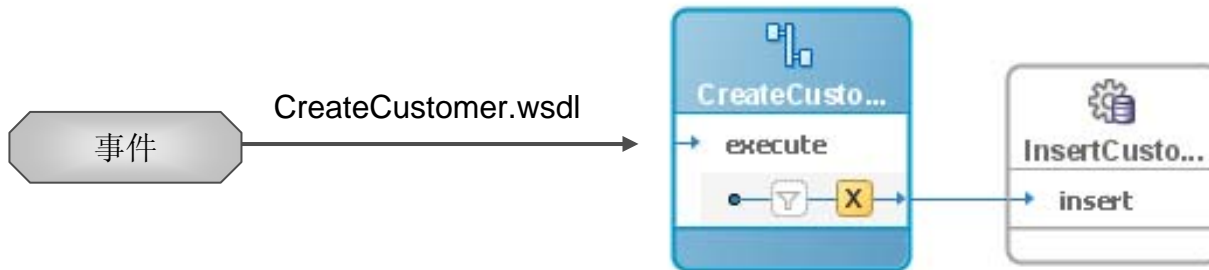 事件
CreateCustomer.wsdl
CreateCusto...
execute
X
InsertCusto...
insert